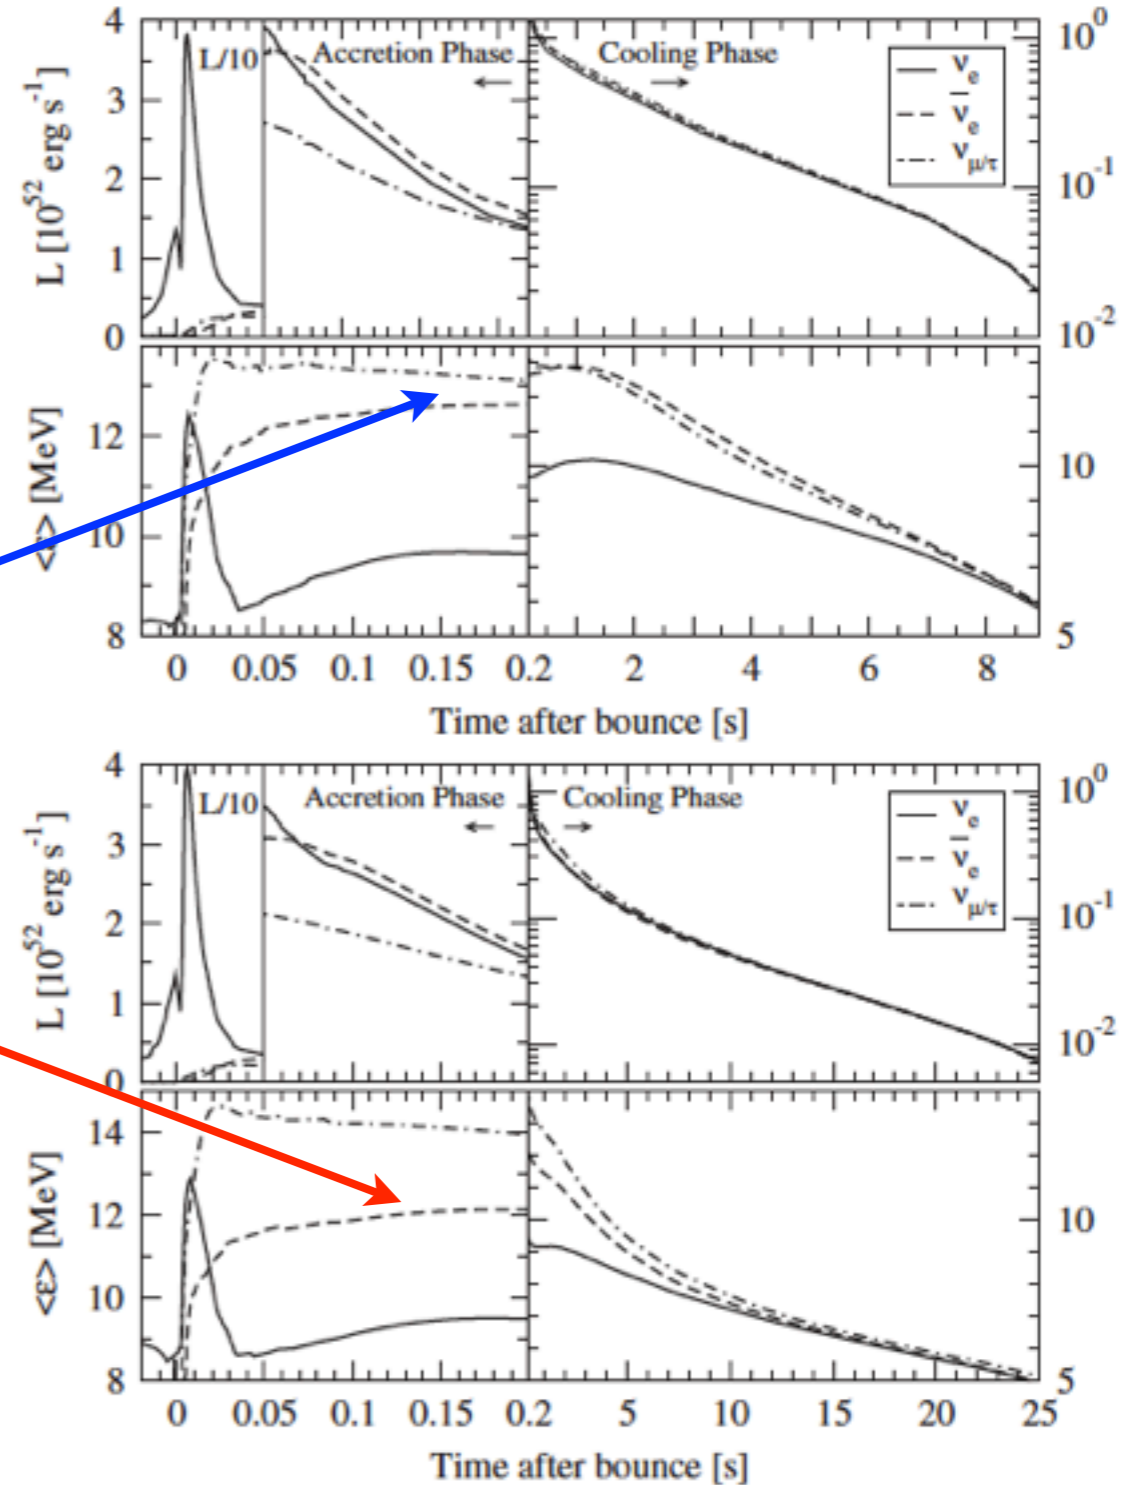 4
3
2
1
0
L [10^52 erg s^-1]
L/10
Accretion Phase
←
Cooling Phase
→
ν_e
ν̅_e
ν_μ/τ
10^0
10^-1
10^-2
12
10
8
<ε> [MeV]
10
5
0 0.05 0.1 0.15 0.2 2 4 6 8
Time after bounce [s]
4
3
2
1
0
L [10^52 erg s^-1]
L/10
Accretion Phase
←
Cooling Phase
→
ν_e
ν̅_e
ν_μ/τ
10^0
10^-1
10^-2
14
12
10
8
<ε> [MeV]
10
5
0 0.05 0.1 0.15 0.2 5 10 15 20 25
Time after bounce [s]